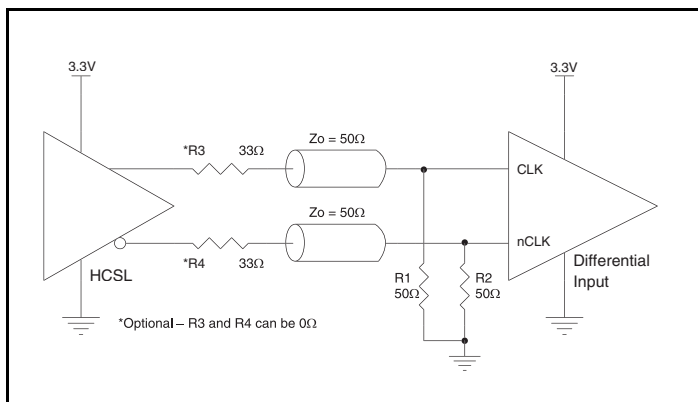 3.3V
3.3V
*R3 33Ω
Zo = 50Ω
CLK
Zo = 50Ω
nCLK
*R4 33Ω
HCSL
R1
50Ω
R2
50Ω
Differential
Input
*Optional – R3 and R4 can be 0Ω